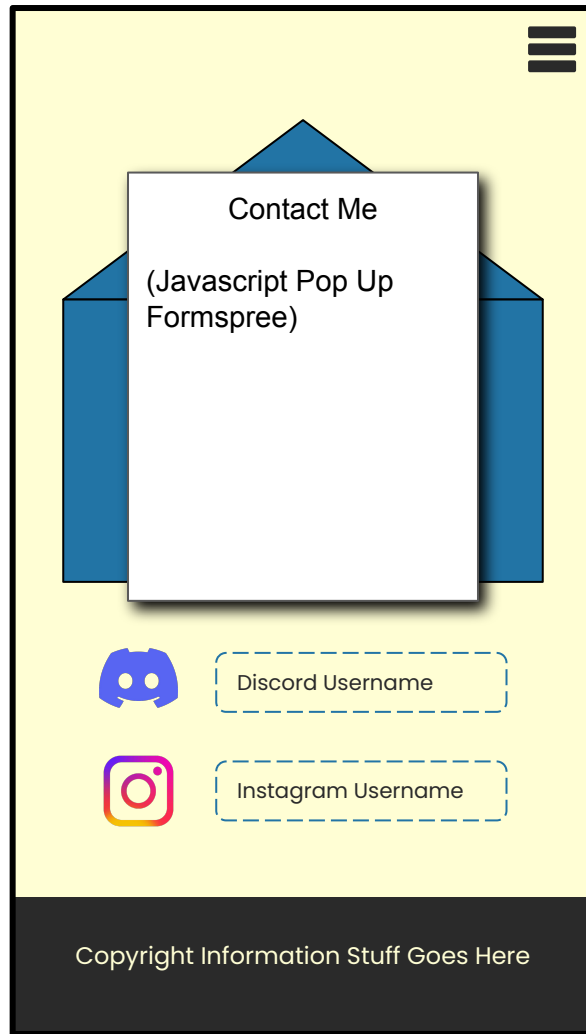 Contact Me
(Javascript Pop Up
Formspree)
Discord Username
Instagram Username
Copyright Information Stuff Goes Here